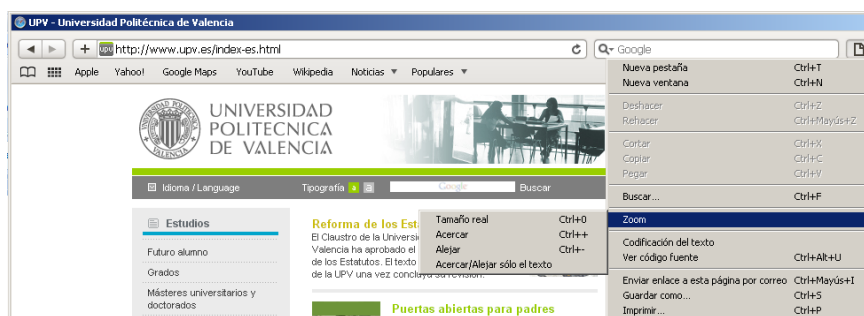 UPV - Universidad Politécnica de Valencia
http://www.upv.es/index-es.html
Google
Apple Yahoo! Google Maps YouTube Wikipedia Noticias ▼ Populares ▼
UNIVERSIDAD
POLITECNICA
DE VALENCIA
Idioma / Language Tipografía a a Google Buscar
Estudios
Futuro alumno
Grados
Másteres universitarios y
doctorados
Reforma de los Est
El Claustro de la Universi
Valencia ha aprobado el
de los Estatutos. El texto
de la UPV una vez concluya su revisión.
Puertas abiertas para padres
Tamaño real Ctrl+0
Acercar Ctrl++
Alejar Ctrl+-
Acercar/Alejar sólo el texto
Nueva pestaña Ctrl+T
Nueva ventana Ctrl+N
Deshacer Ctrl+Z
Rehacer Ctrl+Mayús+Z
Cortar Ctrl+X
Copiar Ctrl+C
Pegar Ctrl+V
Buscar... Ctrl+F
Zoom
Codificación del texto
Ver código fuente Ctrl+Alt+U
Enviar enlace a esta página por correo Ctrl+Mayús+I
Guardar como... Ctrl+S
Imprimir... Ctrl+P